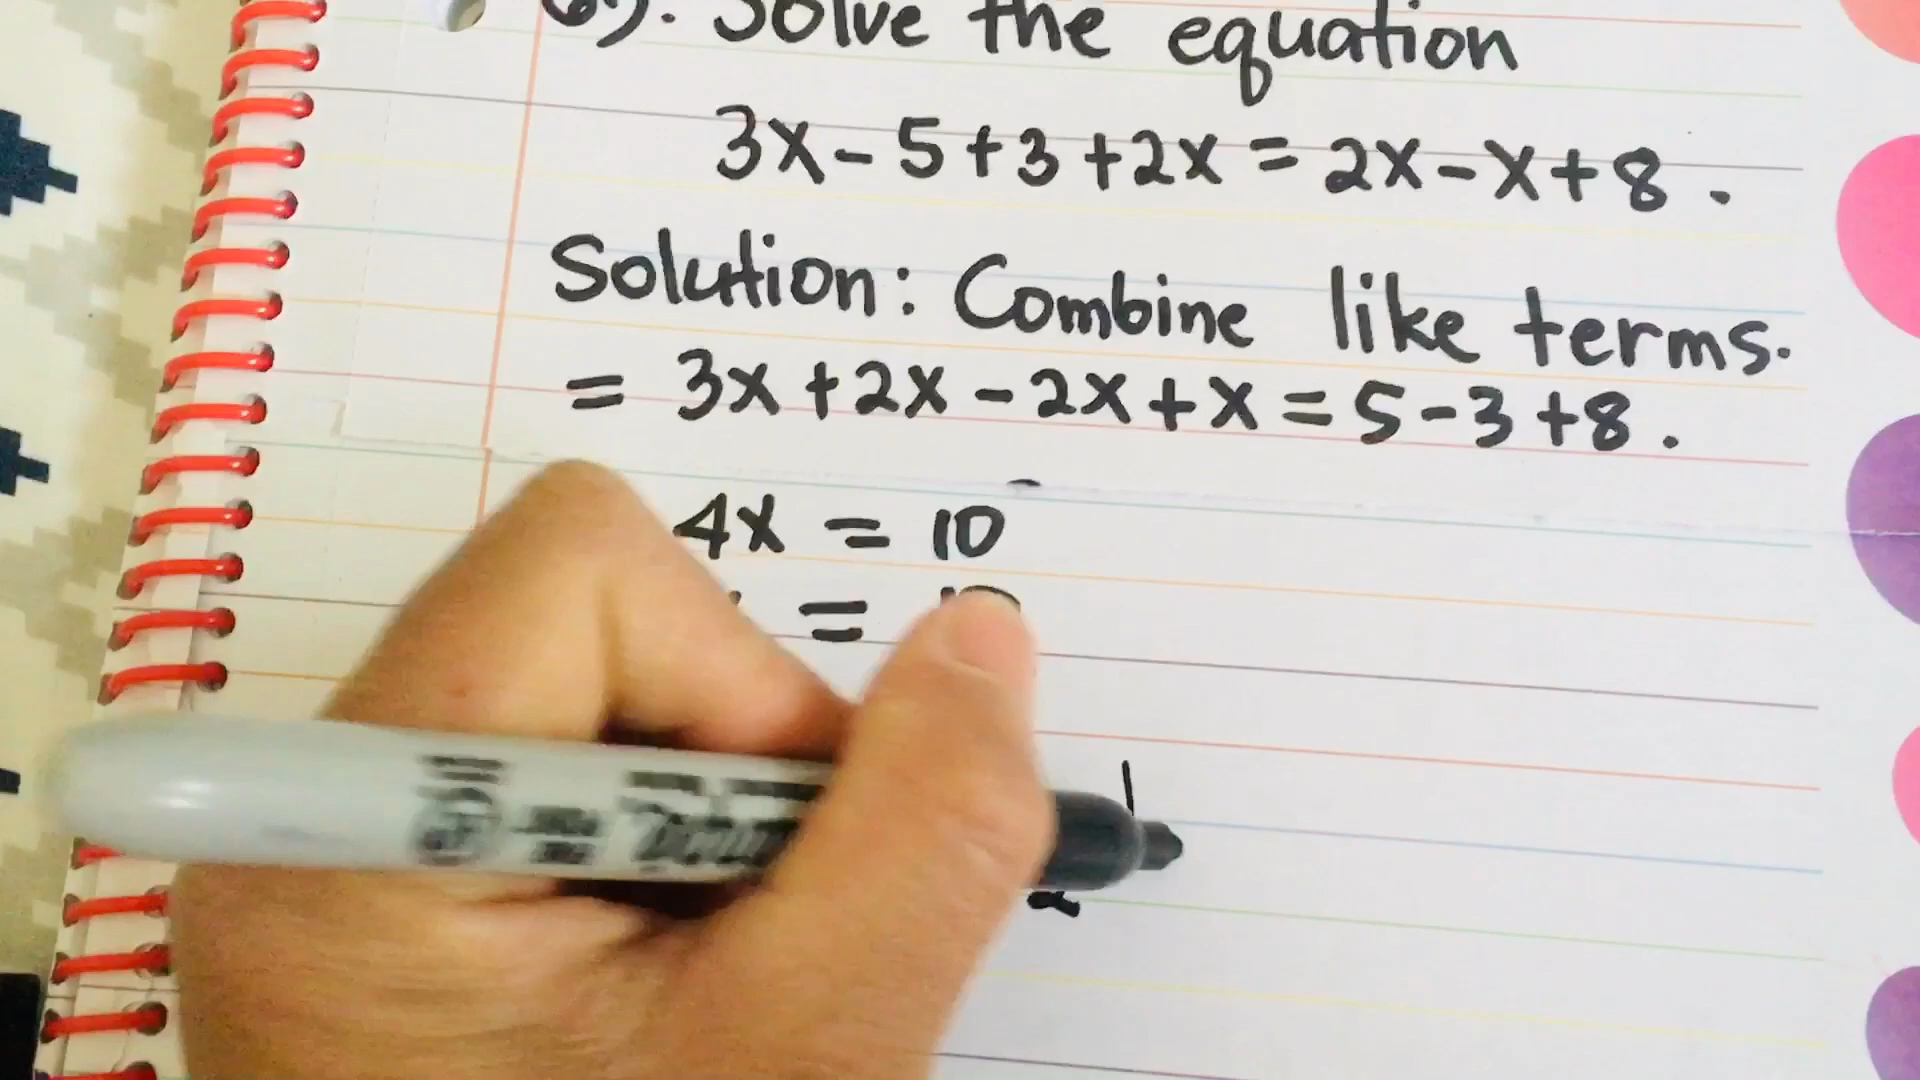 Solve the equation
3x - 5 + 3 + 2x = 2x - x + 8.
Solution: Combine like terms.
= 3x + 2x - 2x + x = 5 - 3 + 8.
4x = 10
=